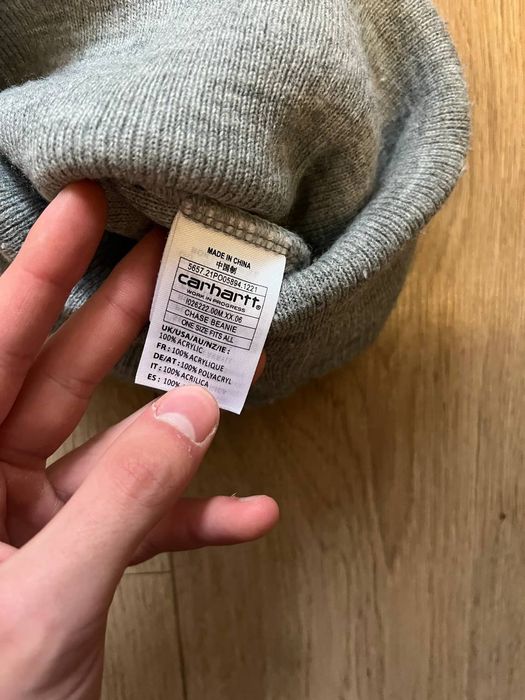 MADE IN CHINA
中国制
5657.21PO05894.1221
carhartt®
WORK IN PROGRESS
I026222.00M.XX.06
CHASE BEANIE
ONE SIZE FITS ALL
UK/USA/AU/NZ/IE:
100% ACRYLIC
FR: 100% ACRYLIQUE
DE/AT: 100% POLYACRYL
IT: 100% ACRILICA
ES: 100%